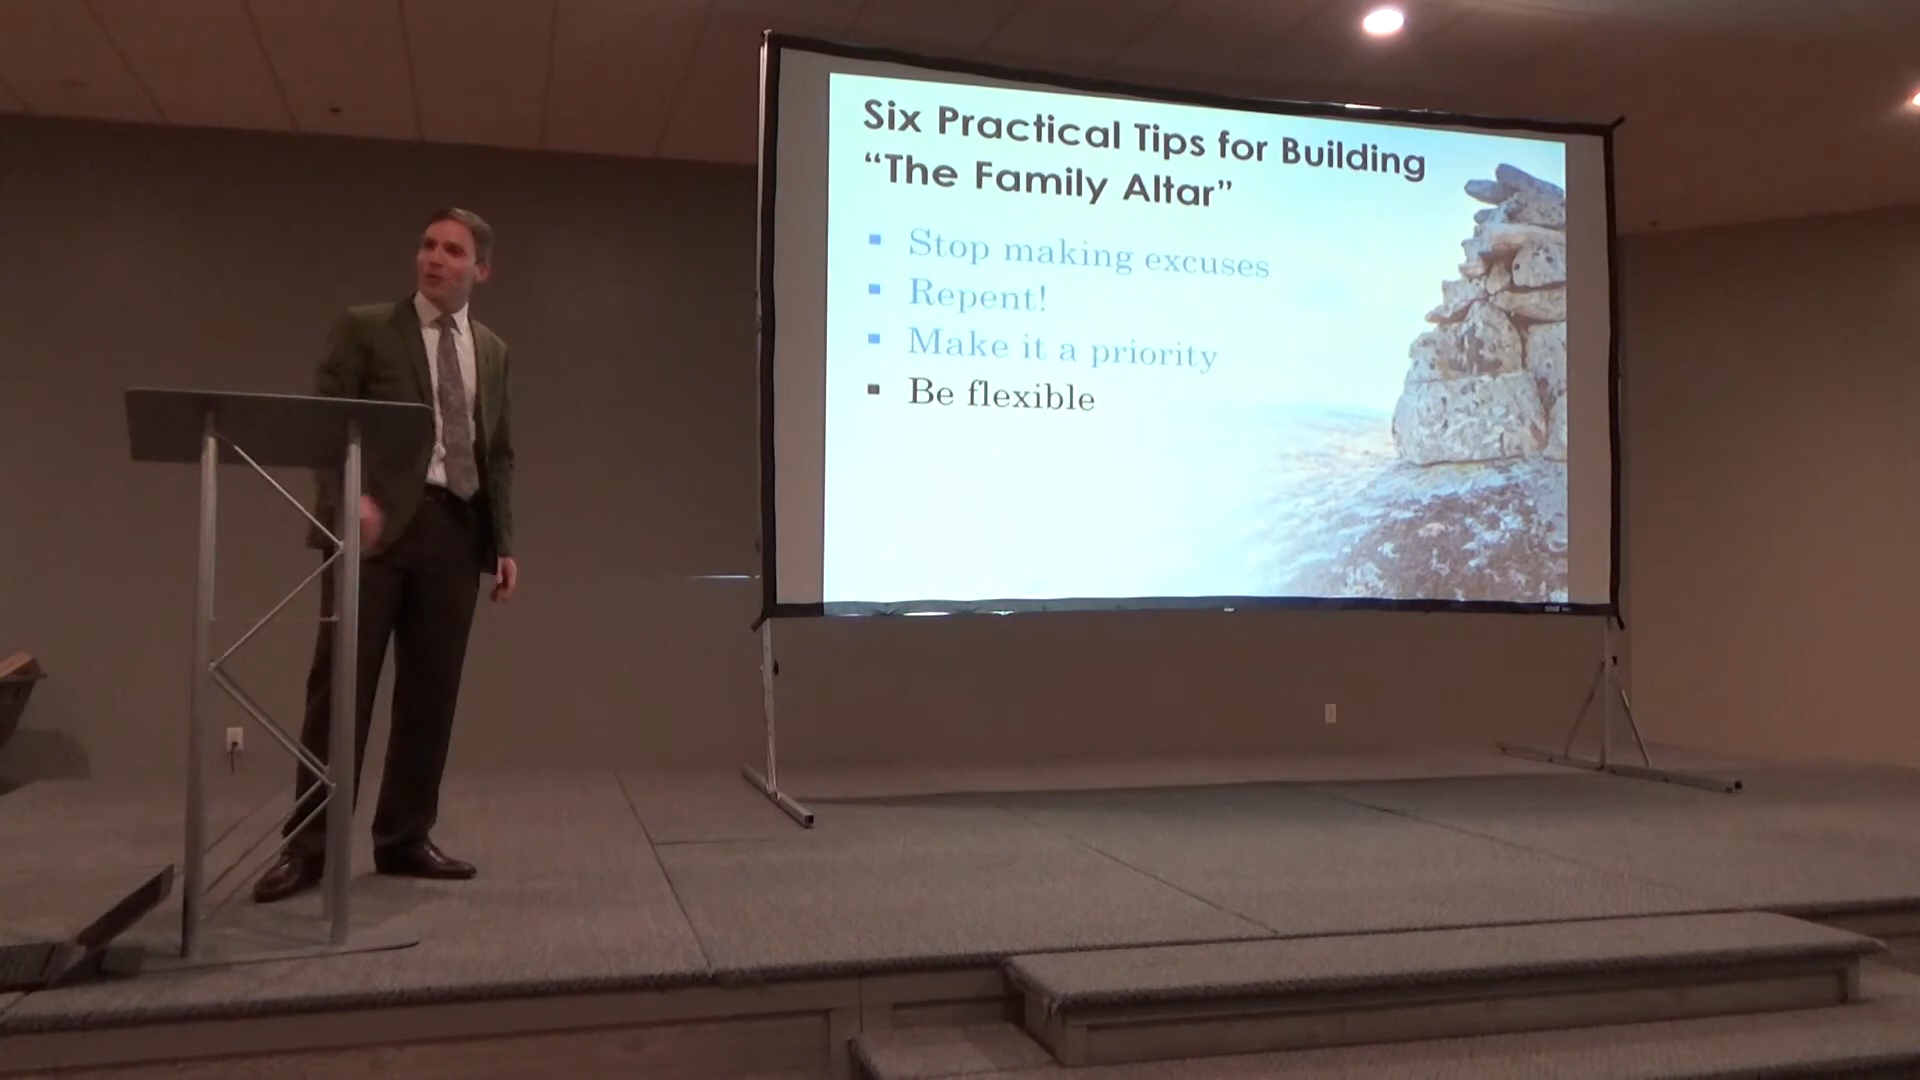 Six Practical Tips for Building
“The Family Altar”
▪ Stop making excuses
▪ Repent!
▪ Make it a priority
▪ Be flexible